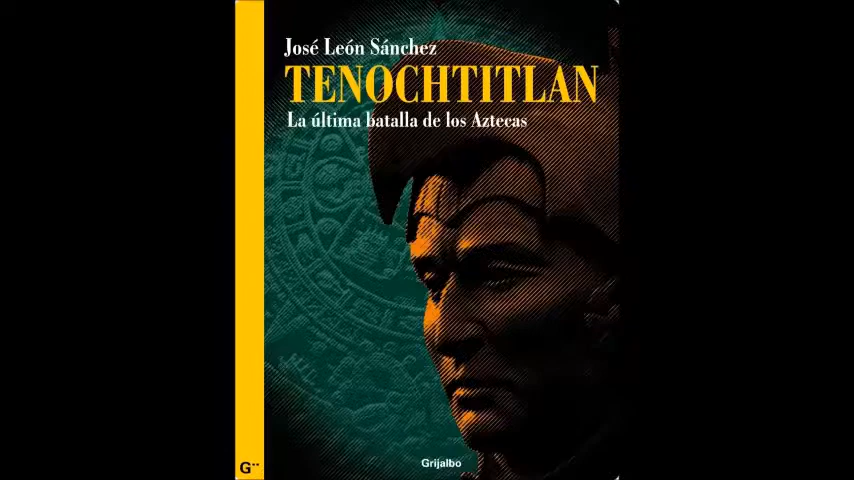 José León Sánchez
TENOCHTITLAN
La última batalla de los Aztecas
Grijalbo
G¨